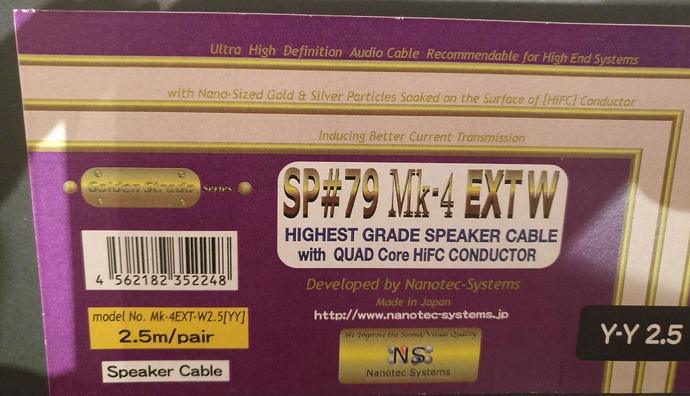 Ultra High Definition Audio Cable Recommendable for High End Systems
with Nano-Sized Gold & Silver Particles Soaked on the Surface of [HiFC] Conductor
Inducing Better Current Transmission
Golden Strada Series
SP#79 Mk-4 EXT W
HIGHEST GRADE SPEAKER CABLE
with QUAD Core HiFC CONDUCTOR
4 562182 352248
Developed by Nanotec-Systems
Made in Japan
http://www.nanotec-systems.jp
model No. Mk-4EXT-W2.5[YY]
2.5m/pair
Speaker Cable
We Improve the Sound/Visual Quality
NS
Nanotec Systems
Y-Y 2.5